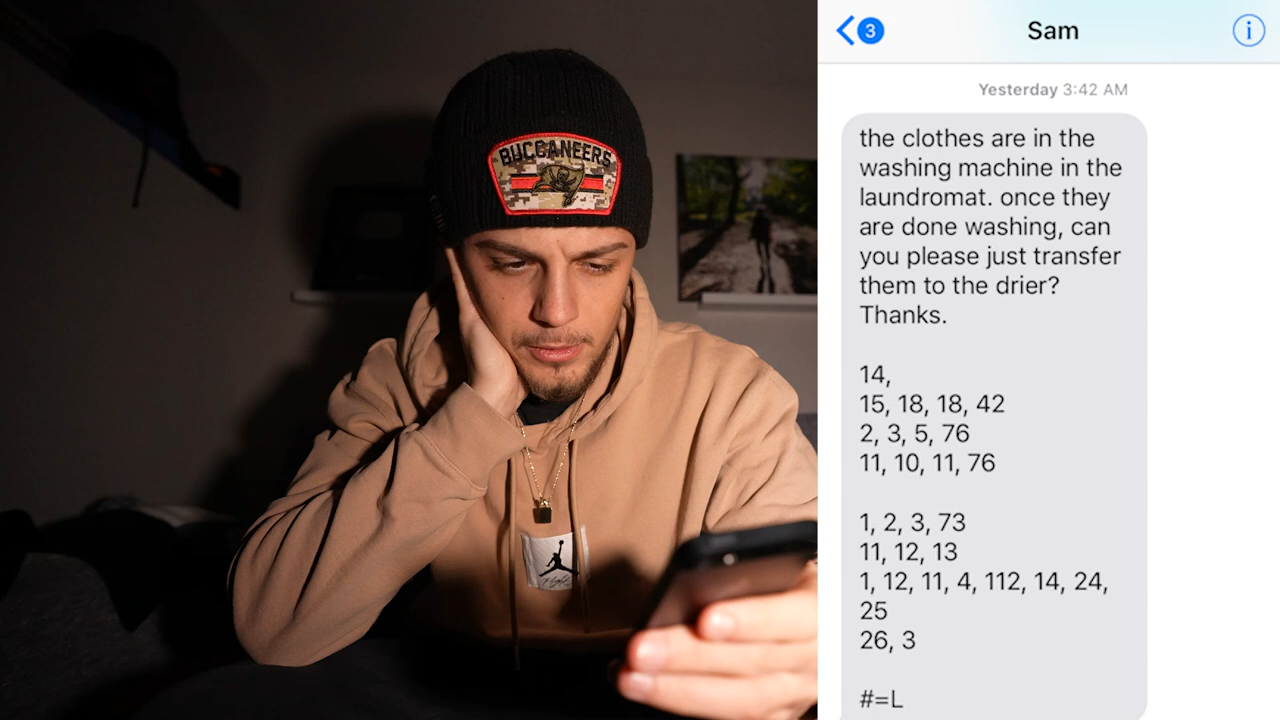 BUCCANEERS
3
Sam
i
Yesterday 3:42 AM
the clothes are in the
washing machine in the
laundromat. once they
are done washing, can
you please just transfer
them to the drier?
Thanks.
14,
15, 18, 18, 42
2, 3, 5, 76
11, 10, 11, 76
1, 2, 3, 73
11, 12, 13
1, 12, 11, 4, 112, 14, 24,
25
26, 3
#=L